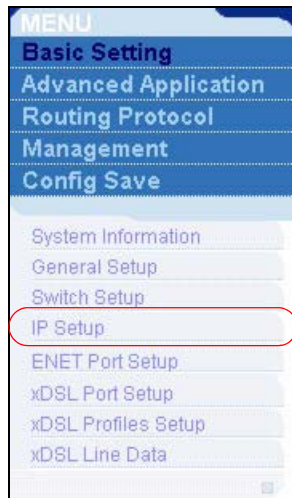 MENU
Basic Setting
Advanced Application
Routing Protocol
Management
Config Save
System Information
General Setup
Switch Setup
IP Setup
ENET Port Setup
xDSL Port Setup
xDSL Profiles Setup
xDSL Line Data